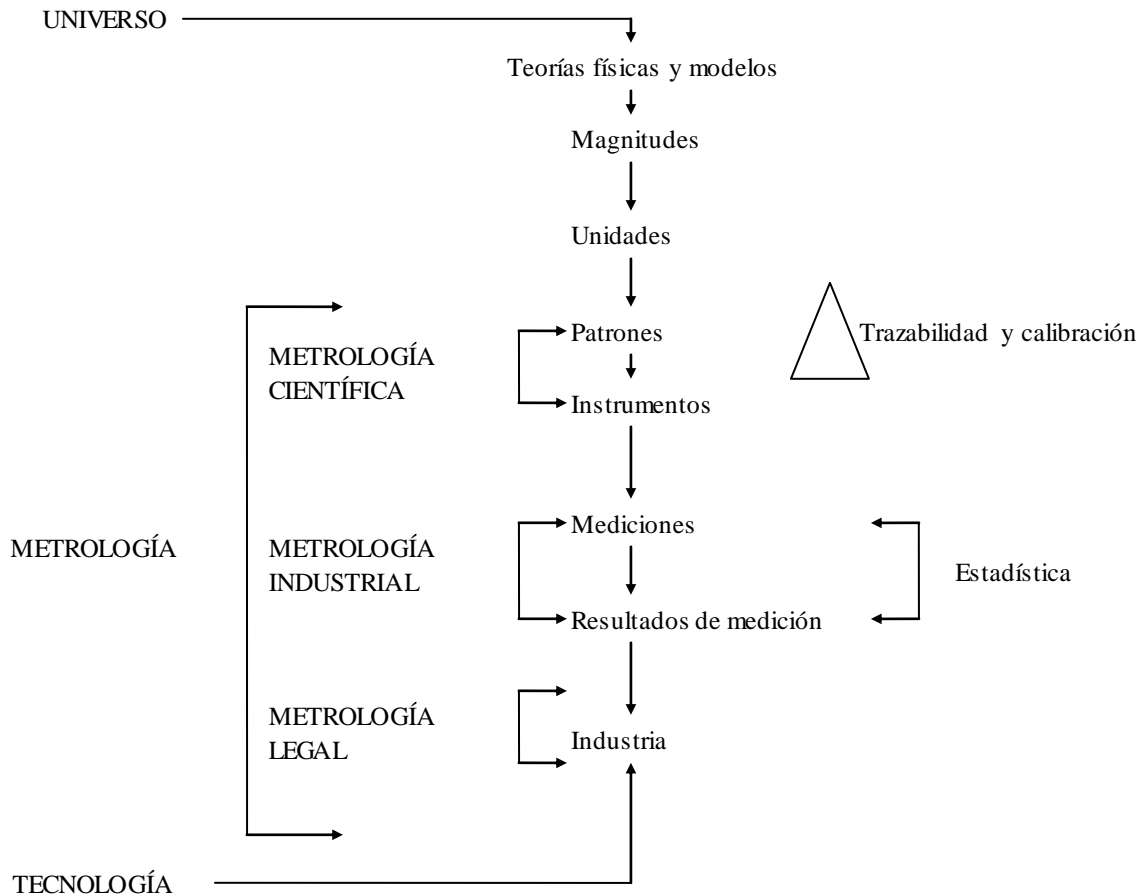 UNIVERSO
Teorías físicas y modelos
Magnitudes
Unidades
Patrones
Trazabilidad y calibración
METROLOGÍA
CIENTÍFICA
Instrumentos
Mediciones
METROLOGÍA
METROLOGÍA
INDUSTRIAL
Estadística
Resultados de medición
METROLOGÍA
LEGAL
Industria
TECNOLOGÍA